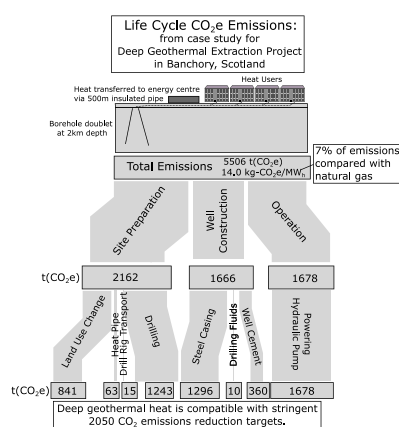 Life Cycle CO₂e Emissions:
from case study for
Deep Geothermal Extraction Project
in Banchory, Scotland
Heat Users
Heat transferred to energy centre
via 500m insulated pipe
Borehole doublet
at 2km depth
Total Emissions
5506 t(CO₂e)
14.0 kg-CO₂e/MWₕ
7% of emissions
compared with
natural gas
Site Preparation
Well
Construction
Operation
t(CO₂e)
2162
1666
1678
Land Use Change
Heat Pipe
Drill Rig Transport
Drilling
Steel Casing
Drilling Fluids
Well Cement
Powering
Hydraulic Pump
t(CO₂e)
841
63
15
1243
1296
10
360
1678
Deep geothermal heat is compatible with stringent
2050 CO₂ emissions reduction targets.